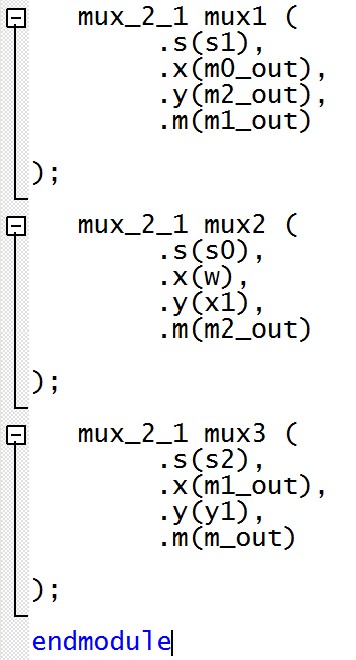 mux_2_1 mux1 (
.s(s1),
.x(m0_out),
.y(m2_out),
.m(m1_out)
);
mux_2_1 mux2 (
.s(s0),
.x(w),
.y(x1),
.m(m2_out)
);
mux_2_1 mux3 (
.s(s2),
.x(m1_out),
.y(y1),
.m(m_out)
);
endmodule